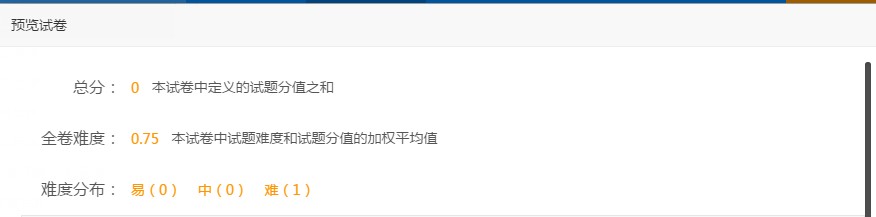 预览试卷
总分： 0 本试卷中定义的试题分值之和
全卷难度： 0.75 本试卷中试题难度和试题分值的加权平均值
难度分布： 易（0） 中（0） 难（1）